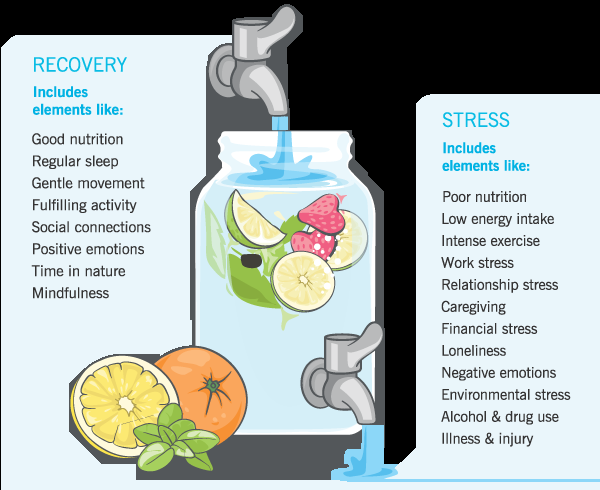 RECOVERY
Includes
elements like:
Good nutrition
Regular sleep
Gentle movement
Fulfilling activity
Social connections
Positive emotions
Time in nature
Mindfulness
STRESS
Includes
elements like:
Poor nutrition
Low energy intake
Intense exercise
Work stress
Relationship stress
Caregiving
Financial stress
Loneliness
Negative emotions
Environmental stress
Alcohol & drug use
Illness & injury